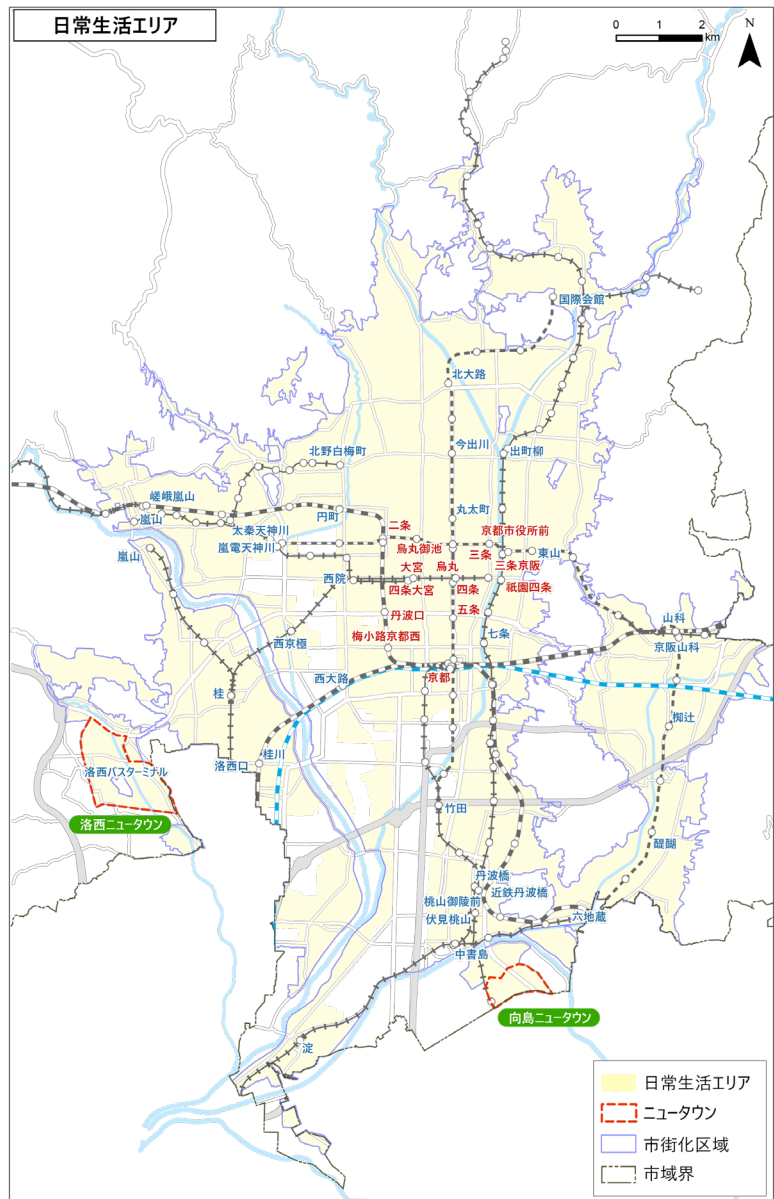 日常生活エリア
0 1 2
km
N
国際会館
北大路
今出川
出町柳
北野白梅町
嵯峨嵐山
嵐山
太秦天神川
嵐電天神川
円町
二条
丸太町
京都市役所前
烏丸御池
三条
東山
嵐山
大宮
烏丸
三条京阪
西院
四条大宮
四条
祇園四条
丹波口
五条
山科
西京極
梅小路京都西
七条
京阪山科
桂
西大路
京都
椥辻
洛西口
桂川
洛西バスターミナル
洛西ニュータウン
竹田
醍醐
丹波橋
近鉄丹波橋
桃山御陵前
伏見桃山
六地蔵
中書島
向島ニュータウン
淀
日常生活エリア
ニュータウン
市街化区域
市域界